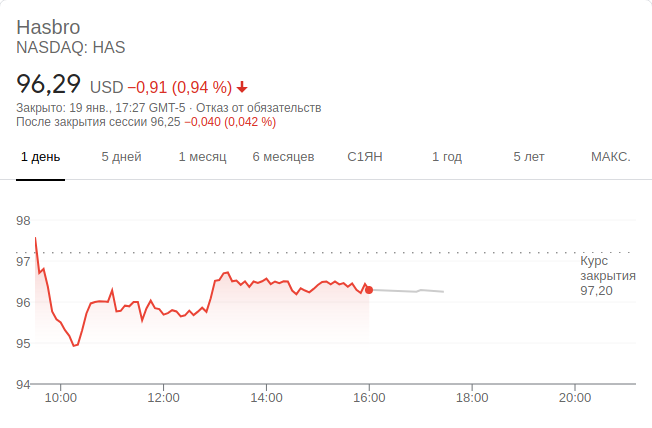 Hasbro
NASDAQ: HAS
96,29 USD −0,91 (0,94 %)
Закрыто: 19 янв., 17:27 GMT-5 · Отказ от обязательств
После закрытия сессии 96,25 −0,040 (0,042 %)
1 день 5 дней 1 месяц 6 месяцев С1ЯН 1 год 5 лет МАКС.
98
97
96
95
94
Курс
закрытия
97,20
10:00 12:00 14:00 16:00 18:00 20:00